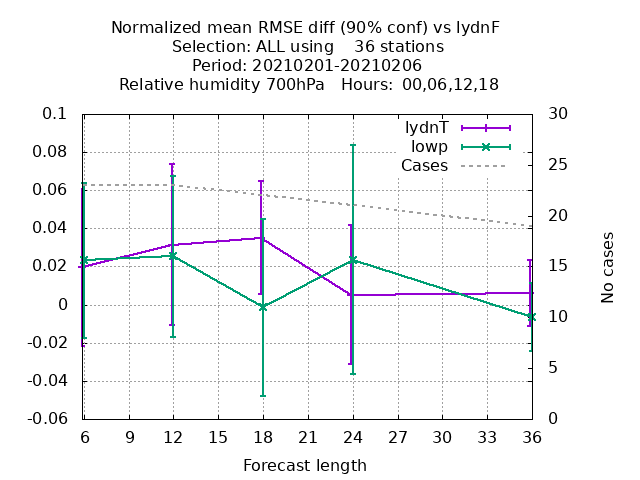 Normalized mean RMSE diff (90% conf) vs lydnF
Selection: ALL using    36 stations
Period: 20210201-20210206
Relative humidity 700hPa   Hours:  00,06,12,18
lydnT
lowp
Cases
0.1
0.08
0.06
0.04
0.02
0
-0.02
-0.04
-0.06
30
25
20
15
10
5
0
No cases
6 9 12 15 18 21 24 27 30 33 36
Forecast length